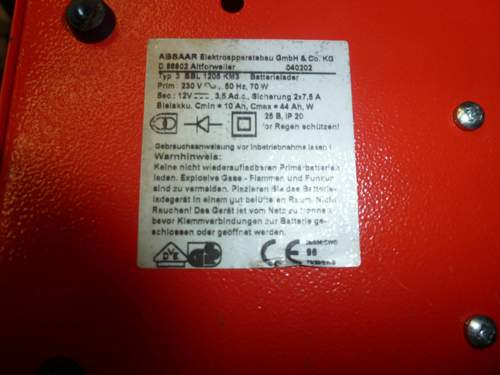 ABSAAR Elektroapparatebau GmbH & Co. KG
D 66802 Altforweiler 040202
Typ 3 BBL 1205 KM3 Batterielader
Prim : 230 V 50 Hz, 70 W
Sec : 12V 3,5 Ad.c., Sicherung 2x7,5 A
Bleiakku, Cmin = 10 Ah, Cmax = 44 Ah, W
25 B, IP 20
or Regen schützen!
Gebrauchsanweisung vor Inbetriebnahme lesen !
Warnhinweis:
Keine nicht wiederaufladbaren Primärbatterien
laden. Explosive Gase - Flammen und Funken
sind zu vermeiden. Plazieren Sie das Batterie-
ladegerät in einem gut belüfteten Raum. Nicht
Rauchen! Das Gerät ist vom Netz zu trennen
bevor Klemmverbindungen zur Batterie ge-
schlossen oder geöffnet werden.
DVE
GS
CE
96